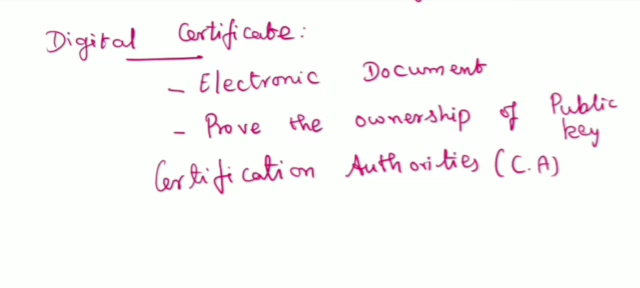 Digital Certificate:
- Electronic Document
- Prove the ownership of Public key
Certification Authorities (C.A)